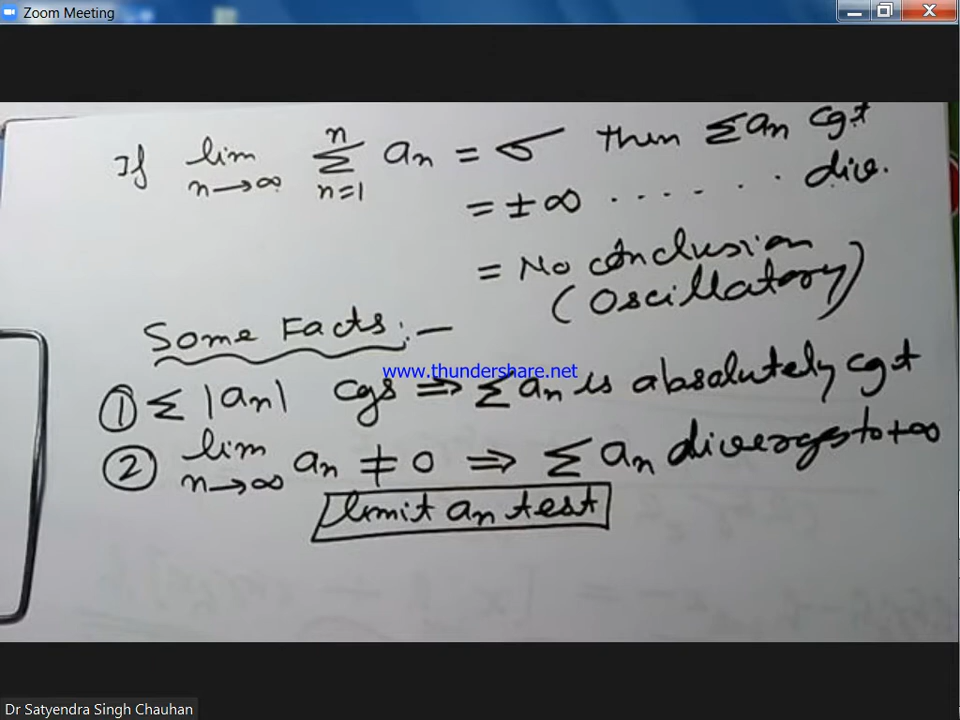 Zoom Meeting
If lim n→∞ n Σ n=1 an = σ then Σan cgt
= ±∞ ....... div.
= No conclusion
(Oscillatory)
Some Facts:-
www.thundershare.net
① Σ |an| cgs ⇒ Σ an is absolutely cgt
② lim n→∞ an ≠ 0 ⇒ Σ an diverges to +∞
limit an test
Dr Satyendra Singh Chauhan